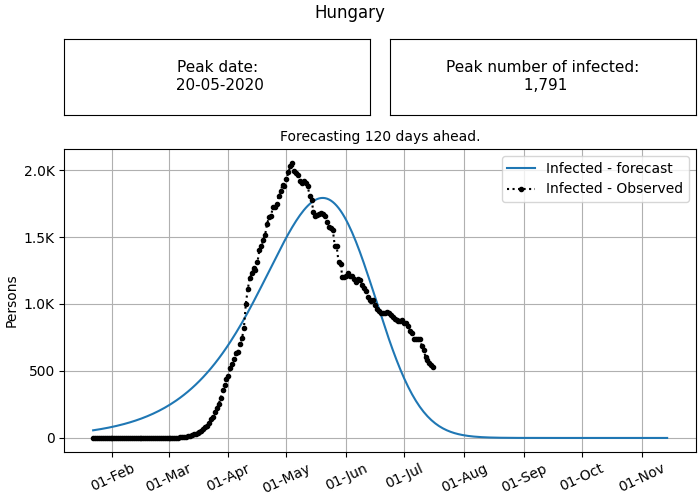 Hungary
Peak date:
20-05-2020
Peak number of infected:
1,791
Forecasting 120 days ahead.
Infected - forecast
Infected - Observed
Persons
2.0K
1.5K
1.0K
500
0
01-Feb
01-Mar
01-Apr
01-May
01-Jun
01-Jul
01-Aug
01-Sep
01-Oct
01-Nov